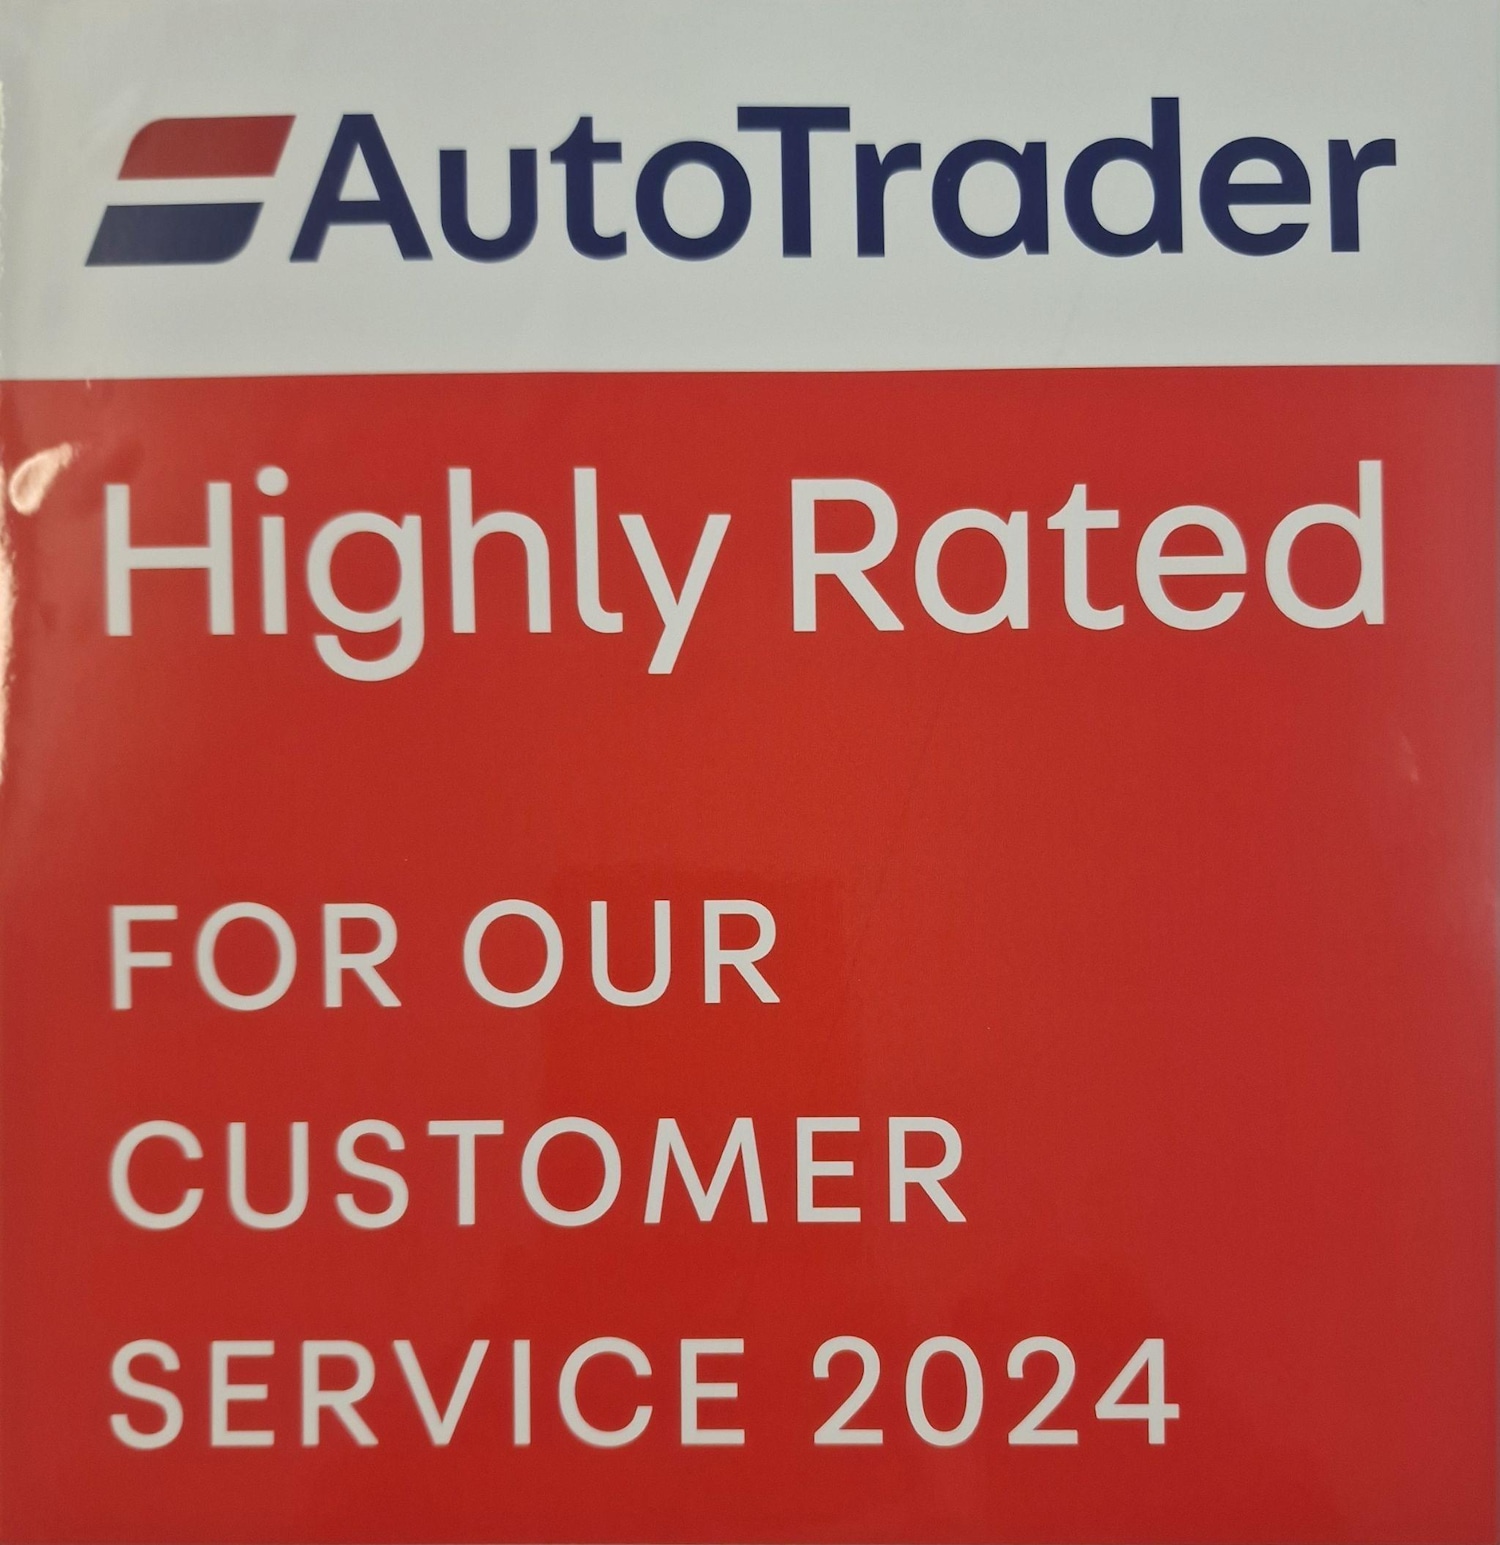 AutoTrader
Highly Rated
FOR OUR
CUSTOMER
SERVICE 2024